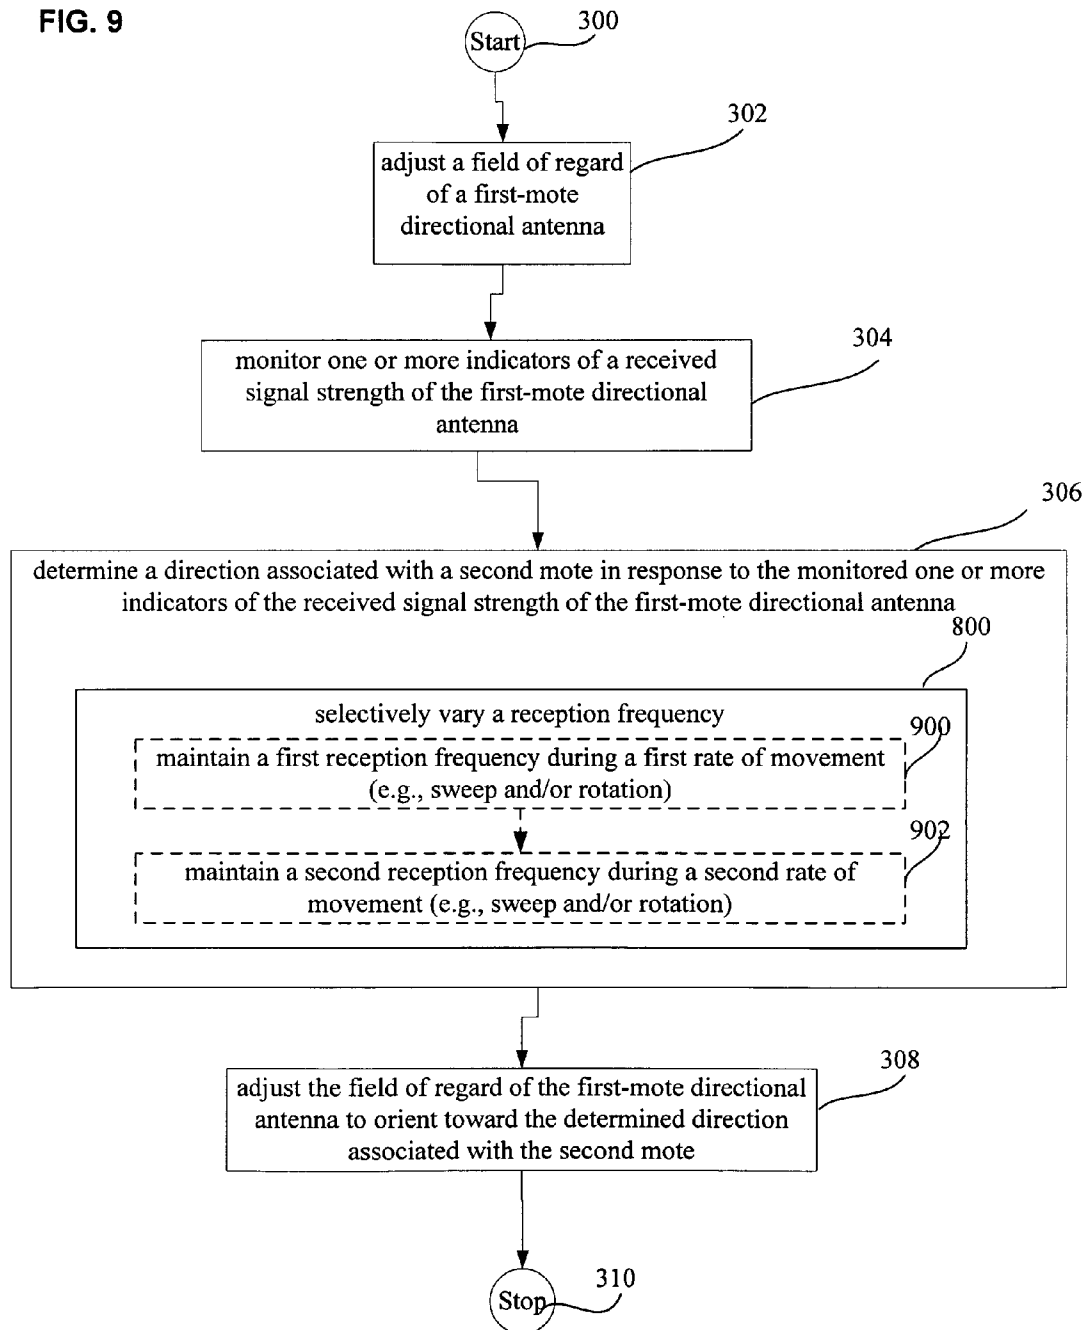 FIG. 9
300
Start
302
adjust a field of regard
of a first-mote
directional antenna
304
monitor one or more indicators of a received
signal strength of the first-mote directional
antenna
306
determine a direction associated with a second mote in response to the monitored one or more
indicators of the received signal strength of the first-mote directional antenna
800
selectively vary a reception frequency
900
maintain a first reception frequency during a first rate of movement
(e.g., sweep and/or rotation)
902
maintain a second reception frequency during a second rate of
movement (e.g., sweep and/or rotation)
308
adjust the field of regard of the first-mote directional
antenna to orient toward the determined direction
associated with the second mote
310
Stop